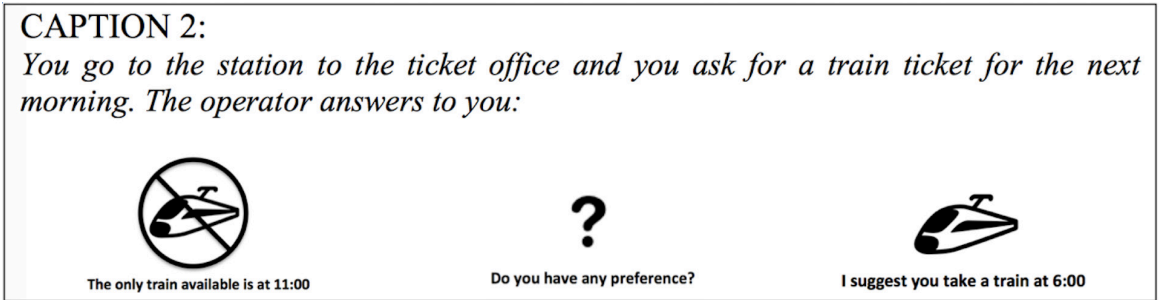 CAPTION 2:
You go to the station to the ticket office and you ask for a train ticket for the next
morning. The operator answers to you:
?
The only train available is at 11:00
Do you have any preference?
I suggest you take a train at 6:00